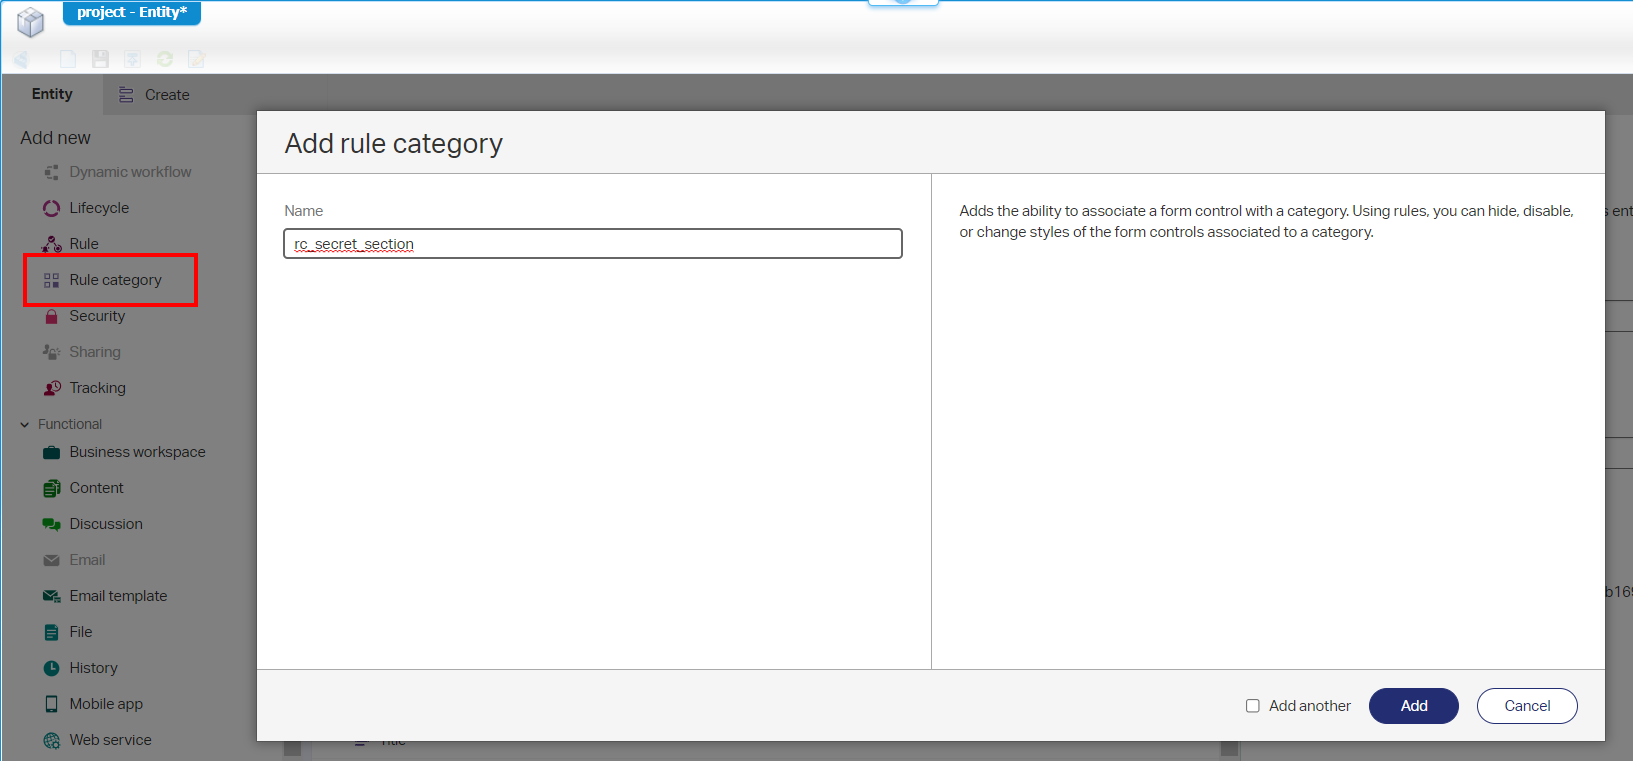 project - Entity*
Entity
Create
Add new
Dynamic workflow
Lifecycle
Rule
Rule category
Security
Sharing
Tracking
Functional
Business workspace
Content
Discussion
Email
Email template
File
History
Mobile app
Web service
Add rule category
Name
rc_secret_section
Adds the ability to associate a form control with a category. Using rules, you can hide, disable,
or change styles of the form controls associated to a category.
Add another
Add
Cancel